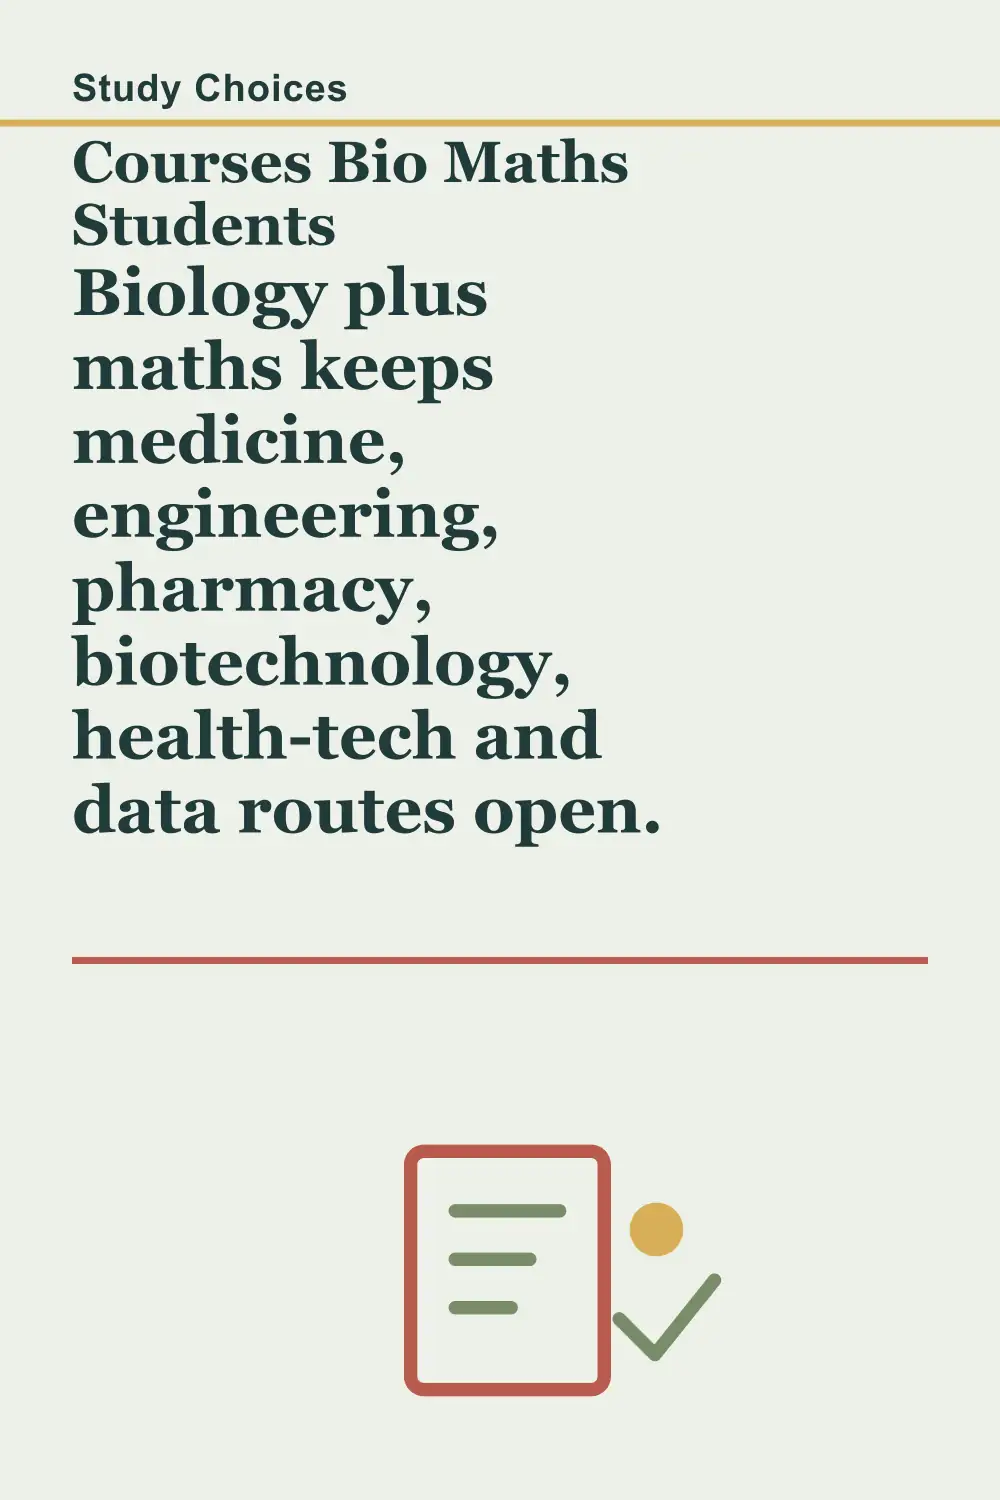 Study Choices
Courses Bio Maths
Students
Biology plus
maths keeps
medicine,
engineering,
pharmacy,
biotechnology,
health-tech and
data routes open.